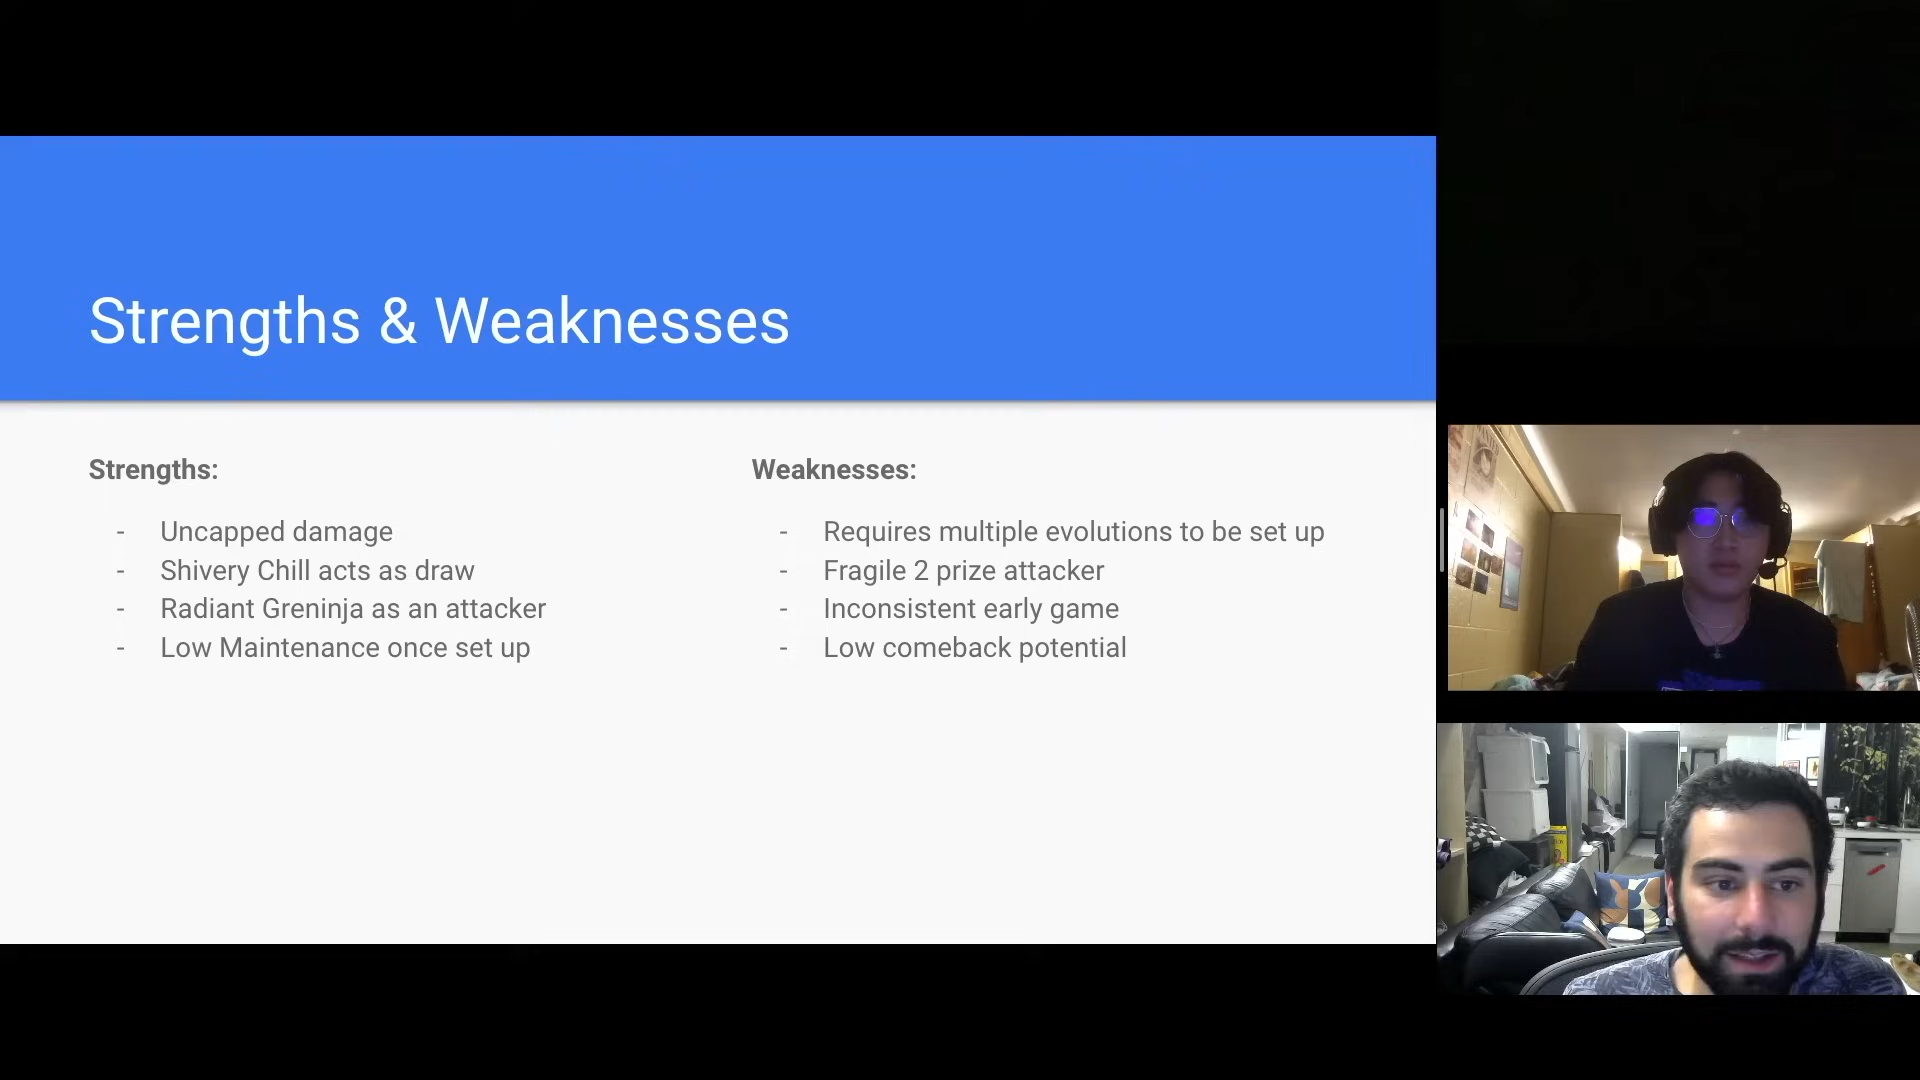 Strengths & Weaknesses
Strengths:
- Uncapped damage
- Shivery Chill acts as draw
- Radiant Greninja as an attacker
- Low Maintenance once set up
Weaknesses:
- Requires multiple evolutions to be set up
- Fragile 2 prize attacker
- Inconsistent early game
- Low comeback potential